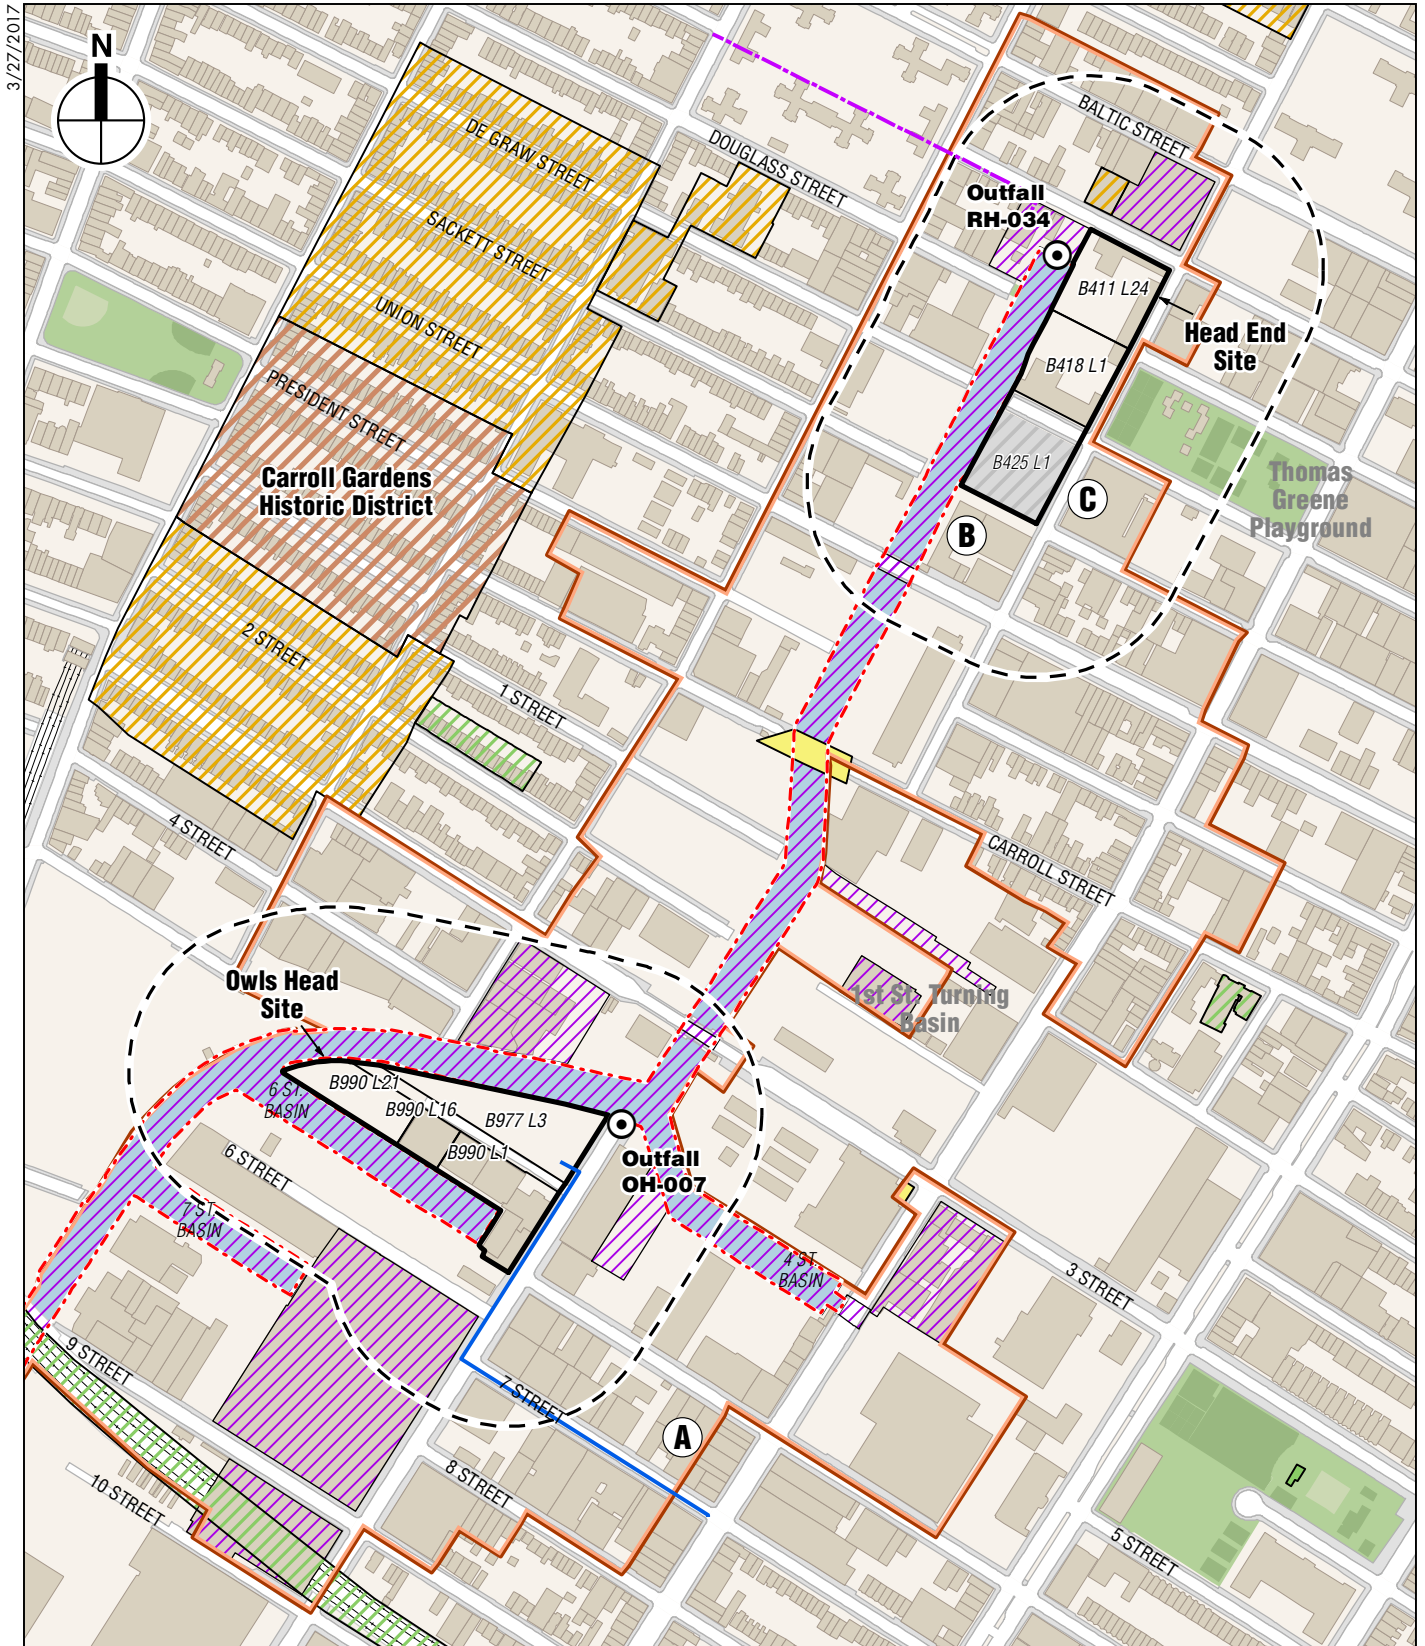 3/27/2017
N
BALTIC STREET
DE GRAW STREET
DOUGLASS STREET
Outfall
RH-034
SACKETT STREET
B411 L24
UNION STREET
Head End
Site
B418 L1
PRESIDENT STREET
B425 L1
Carroll Gardens
Historic District
Thomas
Greene
Playground
C
B
2 STREET
1 STREET
4 STREET
CARROLL STREET
Owls Head
Site
1st St. Turning
Basin
6 ST.
BASIN
B990 L21
B990 L16
B977 L3
B990 L1
Outfall
OH-007
6 STREET
7 ST.
BASIN
4 ST.
BASIN
3 STREET
9 STREET
7 STREET
A
8 STREET
10 STREET
5 STREET